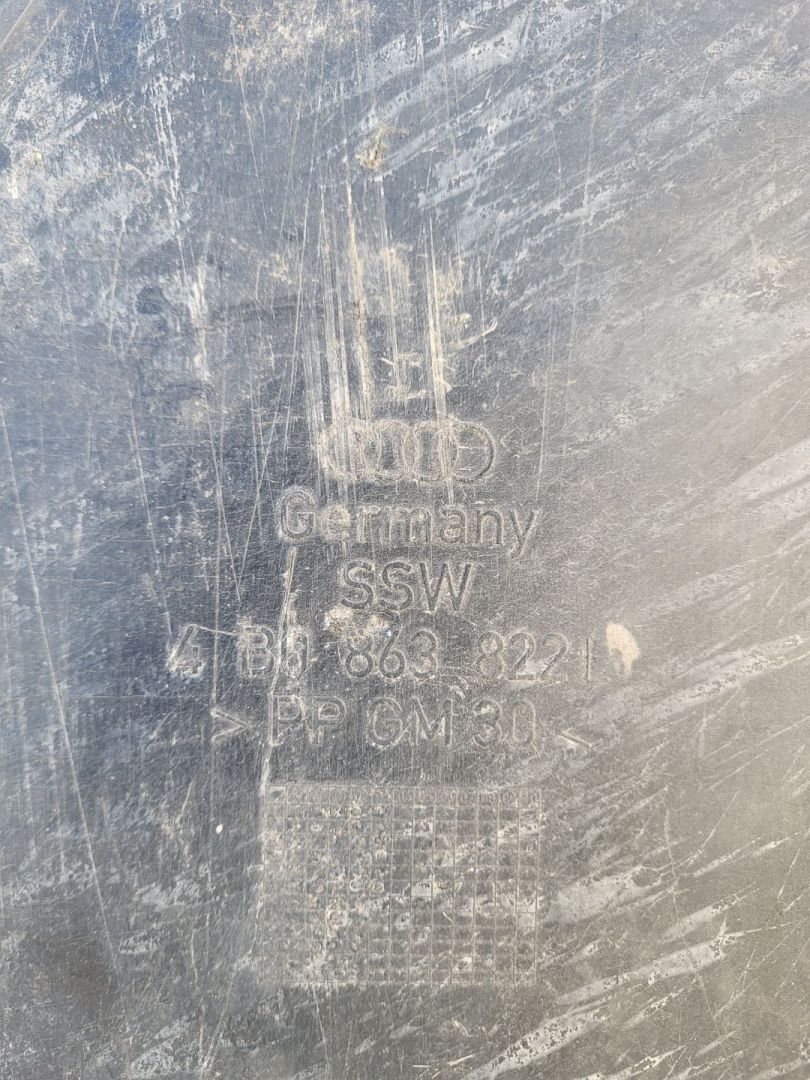 Germany
SSW
4 B0 863 822 I
> PP GM 30 <